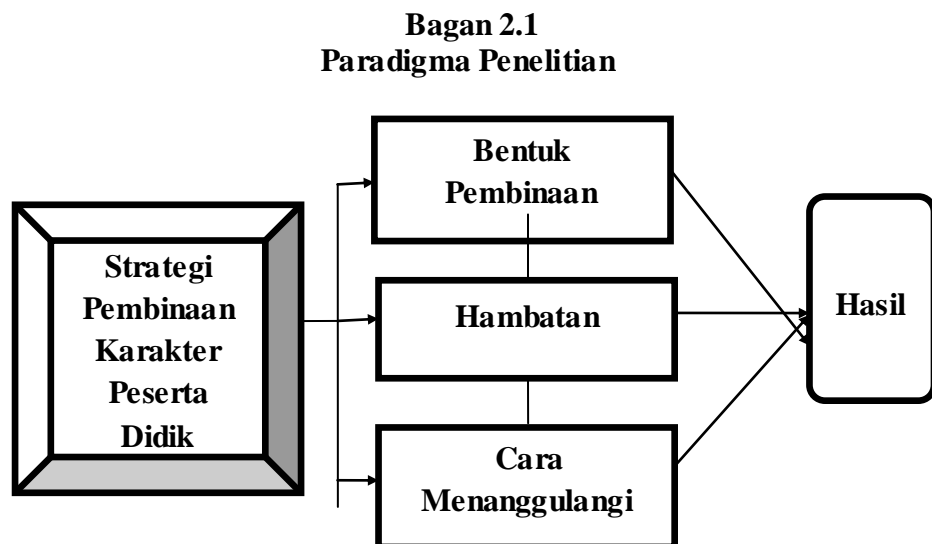 Bagan 2.1
Paradigma Penelitian
Strategi
Pembinaan
Karakter
Peserta
Didik
Bentuk
Pembinaan
Hambatan
Cara
Menanggulangi
Hasil